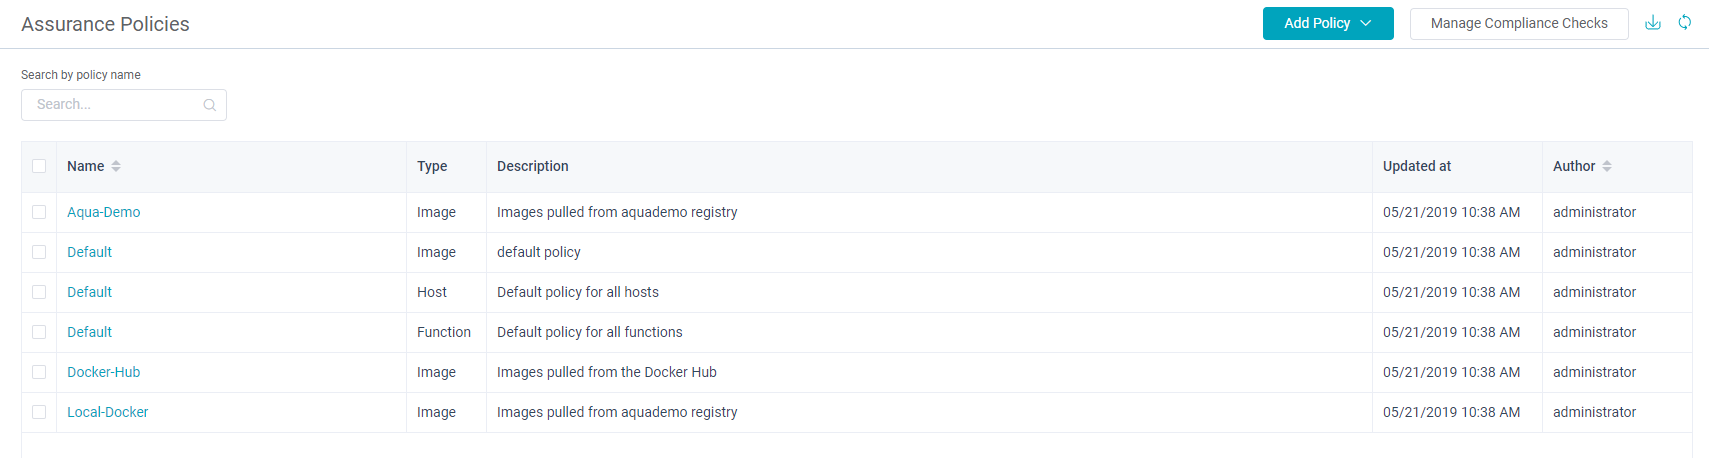 Assurance Policies
Add Policy
Manage Compliance Checks
Search by policy name
Search...
Name Type Description Updated at Author
Aqua-Demo Image Images pulled from aquademo registry 05/21/2019 10:38 AM administrator
Default Image default policy 05/21/2019 10:38 AM administrator
Default Host Default policy for all hosts 05/21/2019 10:38 AM administrator
Default Function Default policy for all functions 05/21/2019 10:38 AM administrator
Docker-Hub Image Images pulled from the Docker Hub 05/21/2019 10:38 AM administrator
Local-Docker Image Images pulled from aquademo registry 05/21/2019 10:38 AM administrator